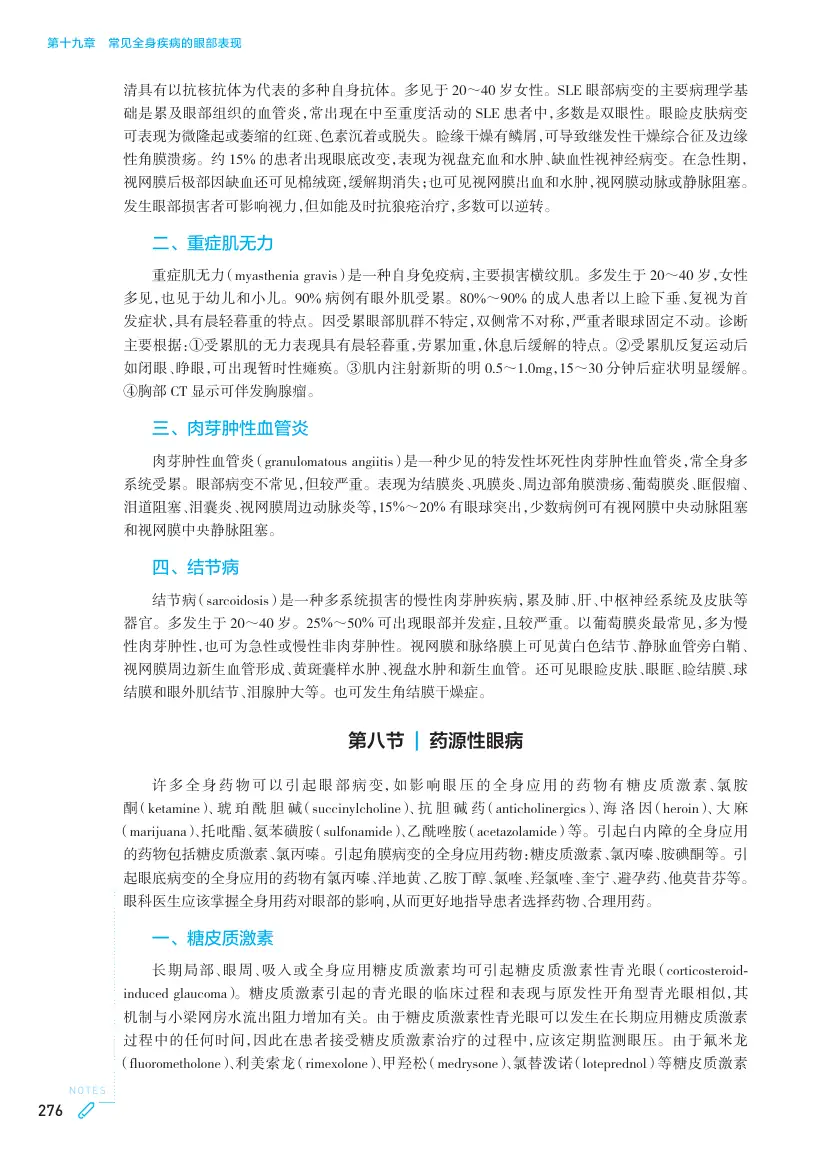 第十九章 常见全身疾病的眼部表现
清具有以抗核抗体为代表的多种自身抗体。多见于 20～40 岁女性。SLE 眼部病变的主要病理学基
础是累及眼部组织的血管炎,常出现在中至重度活动的 SLE 患者中,多数是双眼性。眼睑皮肤病变
可表现为微隆起或萎缩的红斑、色素沉着或脱失。睑缘干燥有鳞屑,可导致继发性干燥综合征及边缘
性角膜溃疡。约 15% 的患者出现眼底改变,表现为视盘充血和水肿、缺血性视神经病变。在急性期,
视网膜后极部因缺血还可见棉绒斑,缓解期消失;也可见视网膜出血和水肿,视网膜动脉或静脉阻塞。
发生眼部损害者可影响视力,但如能及时抗狼疮治疗,多数可以逆转。
二、重症肌无力
重症肌无力(myasthenia gravis)是一种自身免疫病,主要损害横纹肌。多发生于 20～40 岁,女性
多见,也见于幼儿和小儿。90% 病例有眼外肌受累。80%～90% 的成人患者以上睑下垂、复视为首
发症状,具有晨轻暮重的特点。因受累眼部肌群不特定,双侧常不对称,严重者眼球固定不动。诊断
主要根据:①受累肌的无力表现具有晨轻暮重,劳累加重,休息后缓解的特点。②受累肌反复运动后
如闭眼、睁眼,可出现暂时性瘫痪。③肌内注射新斯的明 0.5～1.0mg,15～30 分钟后症状明显缓解。
④胸部 CT 显示可伴发胸腺瘤。
三、肉芽肿性血管炎
肉芽肿性血管炎(granulomatous angiitis)是一种少见的特发性坏死性肉芽肿性血管炎,常全身多
系统受累。眼部病变不常见,但较严重。表现为结膜炎、巩膜炎、周边部角膜溃疡、葡萄膜炎、眶假瘤、
泪道阻塞、泪囊炎、视网膜周边动脉炎等,15%～20% 有眼球突出,少数病例可有视网膜中央动脉阻塞
和视网膜中央静脉阻塞。
四、结节病
结节病(sarcoidosis)是一种多系统损害的慢性肉芽肿疾病,累及肺、肝、中枢神经系统及皮肤等
器官。多发生于 20～40 岁。25%～50% 可出现眼部并发症,且较严重。以葡萄膜炎最常见,多为慢
性肉芽肿性,也可为急性或慢性非肉芽肿性。视网膜和脉络膜上可见黄白色结节、静脉血管旁白鞘、
视网膜周边新生血管形成、黄斑囊样水肿、视盘水肿和新生血管。还可见眼睑皮肤、眼眶、睑结膜、球
结膜和眼外肌结节、泪腺肿大等。也可发生角结膜干燥症。
第八节 | 药源性眼病
许多全身药物可以引起眼部病变,如影响眼压的全身应用的药物有糖皮质激素、氯胺
酮(ketamine)、琥珀酰胆碱(succinylcholine)、抗胆碱药(anticholinergics)、海洛因(heroin)、大麻
(marijuana)、托吡酯、氨苯磺胺(sulfonamide)、乙酰唑胺(acetazolamide)等。引起白内障的全身应用
的药物包括糖皮质激素、氯丙嗪。引起角膜病变的全身应用药物:糖皮质激素、氯丙嗪、胺碘酮等。引
起眼底病变的全身应用的药物有氯丙嗪、洋地黄、乙胺丁醇、氯喹、羟氯喹、奎宁、避孕药、他莫昔芬等。
眼科医生应该掌握全身用药对眼部的影响,从而更好地指导患者选择药物、合理用药。
一、糖皮质激素
长期局部、眼周、吸入或全身应用糖皮质激素均可引起糖皮质激素性青光眼(corticosteroid-
induced glaucoma)。糖皮质激素引起的青光眼的临床过程和表现与原发性开角型青光眼相似,其
机制与小梁网房水流出阻力增加有关。由于糖皮质激素性青光眼可以发生在长期应用糖皮质激素
过程中的任何时间,因此在患者接受糖皮质激素治疗的过程中,应该定期监测眼压。由于氟米龙
(fluorometholone)、利美索龙(rimexolone)、甲羟松(medrysone)、氯替泼诺(loteprednol)等糖皮质激素
NOTES
276